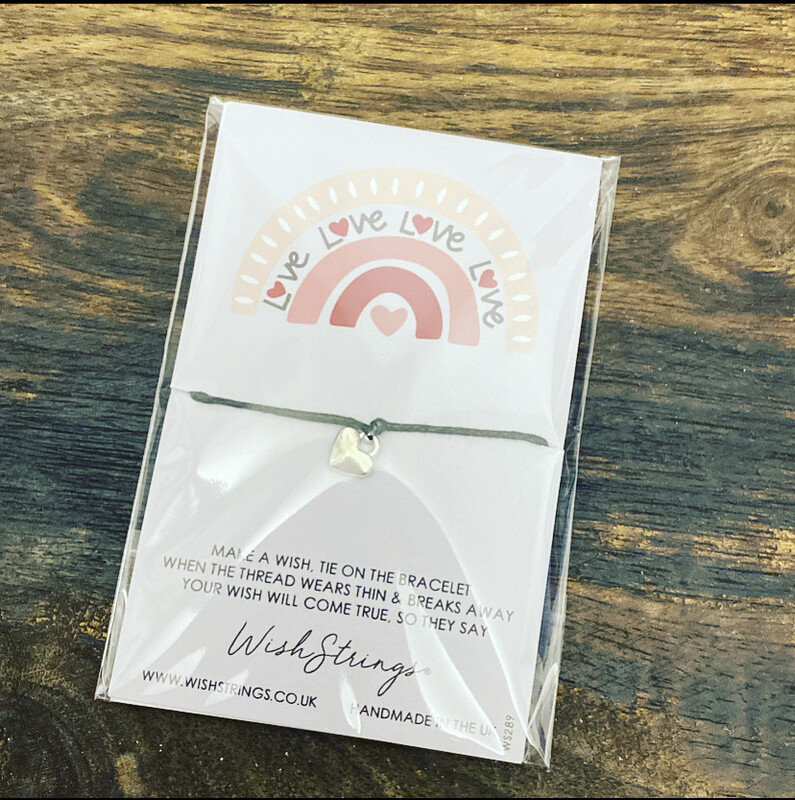 Love Love Love Love
MAKE A WISH, TIE ON THE BRACELET
WHEN THE THREAD WEARS THIN & BREAKS AWAY
YOUR WISH WILL COME TRUE, SO THEY SAY
WishStrings®
WWW.WISHSTRINGS.CO.UK
HANDMADE IN THE UK
WS289